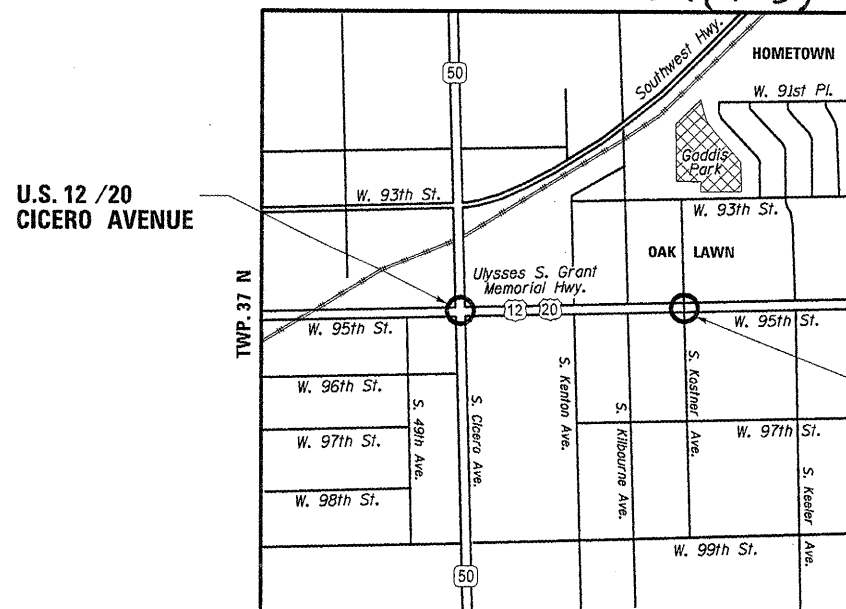 Southwest Hwy.
HOMETOWN
50
W. 91st Pl.
Gaddis
Park
U.S. 12 /20
CICERO AVENUE
W. 93th St.
W. 93th St.
OAK LAWN
Ulysses S. Grant
Memorial Hwy.
TWP. 37 N
12 20
W. 95th St.
W. 95th St.
S. Kenton Ave.
S. Kostner Ave.
W. 96th St.
S. 49th Ave.
S. Cicero Ave.
S. Kilbourne Ave.
W. 97th St.
W. 97th St.
S. Keeler Ave.
W. 98th St.
W. 99th St.
50